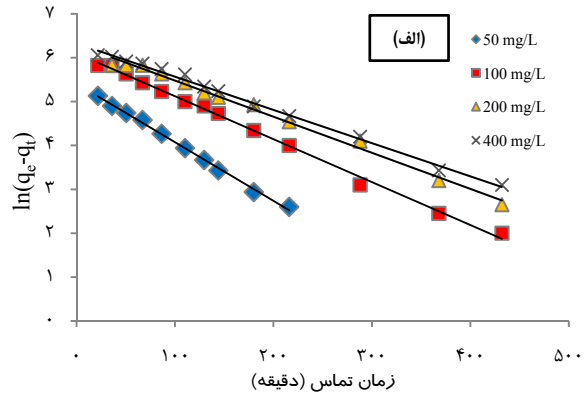 (الف)
50 mg/L
100 mg/L
200 mg/L
400 mg/L
ln(qe-qt)
۷
۶
۵
۴
۳
۲
۱
۰
۰ ۱۰۰ ۲۰۰ ۳۰۰ ۴۰۰ ۵۰۰
زمان تماس (دقیقه)